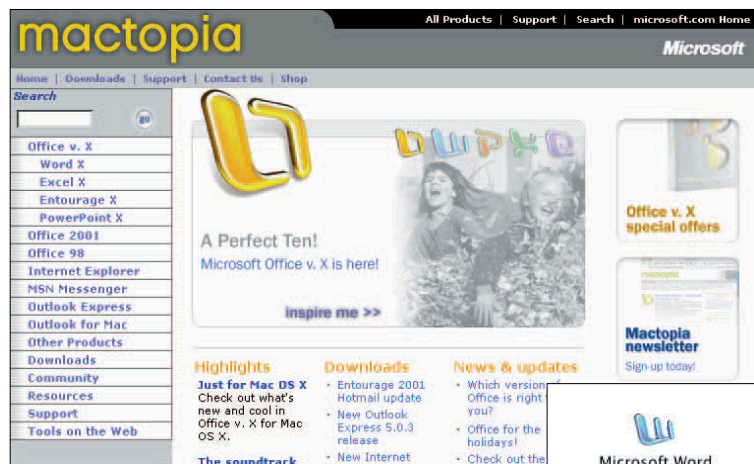 mactopia
All Products | Support | Search | microsoft.com Home
Microsoft
Home | Downloads | Support | Contact Us | Shop
Search
go
Office v. X
Word X
Excel X
Entourage X
PowerPoint X
Office 2001
Office 98
Internet Explorer
MSN Messenger
Outlook Express
Outlook for Mac
Other Products
Downloads
Community
Resources
Support
Tools on the Web
A Perfect Ten!
Microsoft Office v. X is here!
inspire me >>
Office v. X
special offers
mactopia
Mactopia
newsletter
Sign-up today!
Highlights
Just for Mac OS X
Check out what's
new and cool in
Office v. X for Mac
OS X.
The soundtrack
Downloads
· Entourage 2001
Hotmail update
· New Outlook
Express 5.0.3
release
· New Internet
News & updates
· Which version of
Office is right
you?
· Office for the
holidays!
· Check out the
Microsoft Word